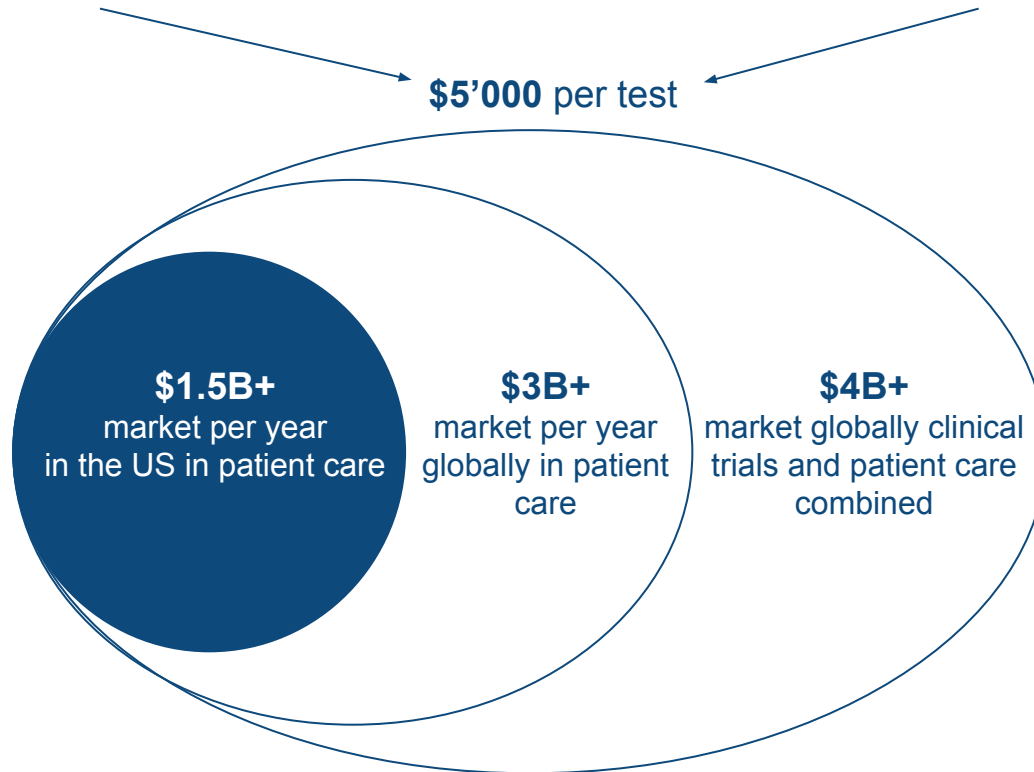 $5’000 per test
$1.5B+
market per year
in the US in patient care
$3B+
market per year
globally in patient
care
$4B+
market globally clinical
trials and patient care
combined